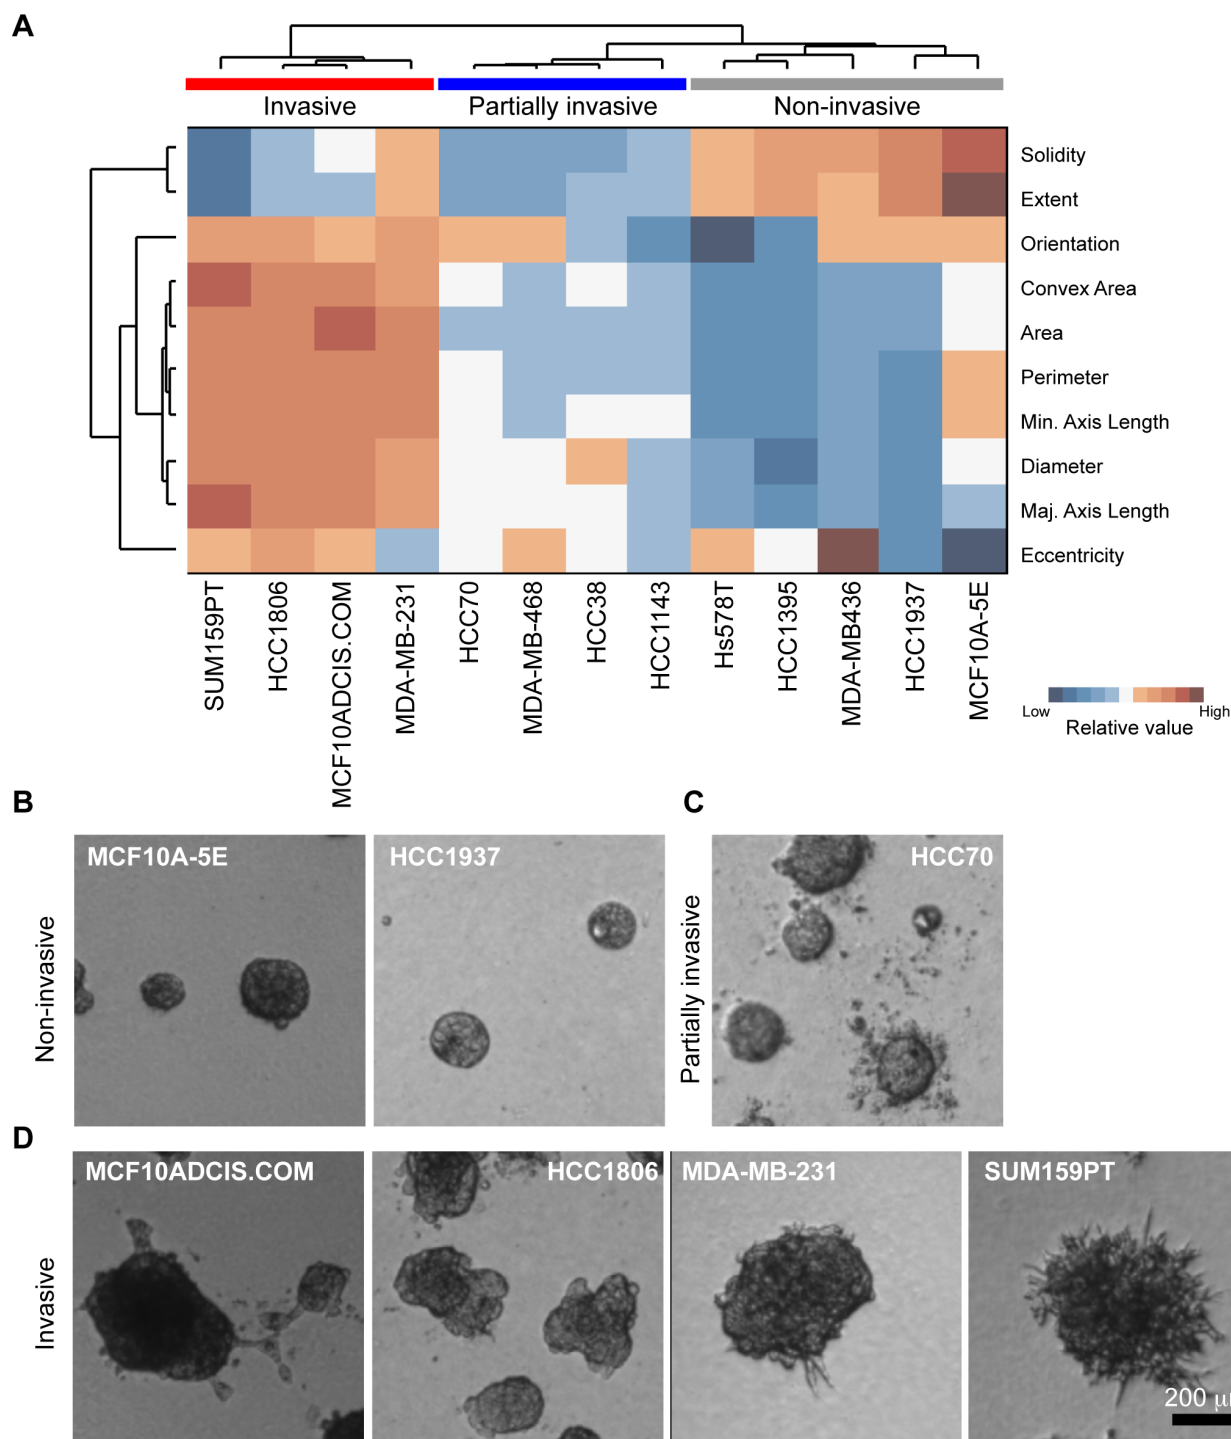 A
Invasive
Partially invasive
Non-invasive
Solidity
Extent
Orientation
Convex Area
Area
Perimeter
Min. Axis Length
Diameter
Maj. Axis Length
Eccentricity
SUM159PT
HCC1806
MCF10ADCIS.COM
MDA-MB-231
HCC70
MDA-MB-468
HCC38
HCC1143
Hs578T
HCC1395
MDA-MB436
HCC1937
MCF10A-5E
Low
High
Relative value
B
C
Non-invasive
MCF10A-5E
HCC1937
Partially invasive
HCC70
D
Invasive
MCF10ADCIS.COM
HCC1806
MDA-MB-231
SUM159PT
200 μ